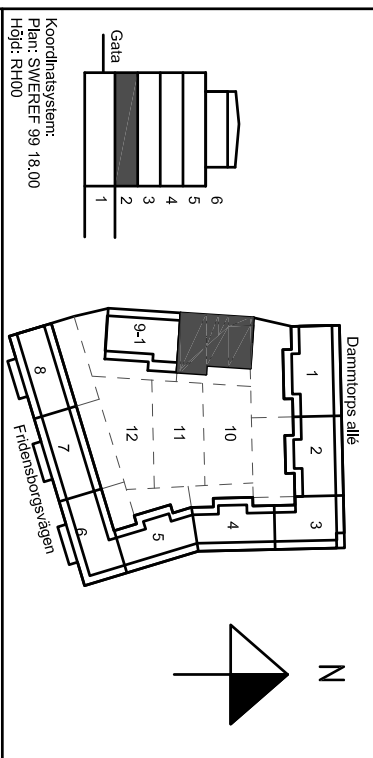 Koordinatsystem:
Plan: SWEREF 99 18.00
Höjd: RH00
Gata
1
2
3
4
5
6
Dammtorps allé
1
2
3
4
5
6
7
8
9-1
10
11
12
Fridensborgsvägen
N